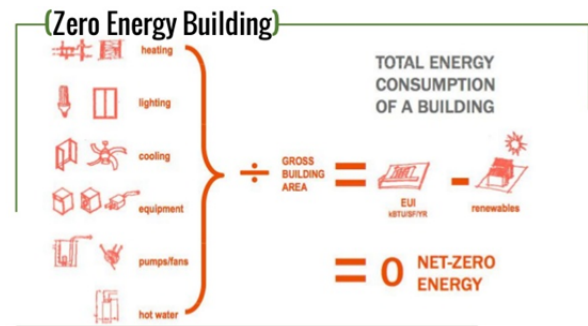 (Zero Energy Building)
heating
lighting
cooling
equipment
pumps/fans
hot water
÷
GROSS
BUILDING
AREA
=
TOTAL ENERGY
CONSUMPTION
OF A BUILDING
EUI
kBTU/SF/YR
-
renewables
= 0 NET-ZERO
ENERGY